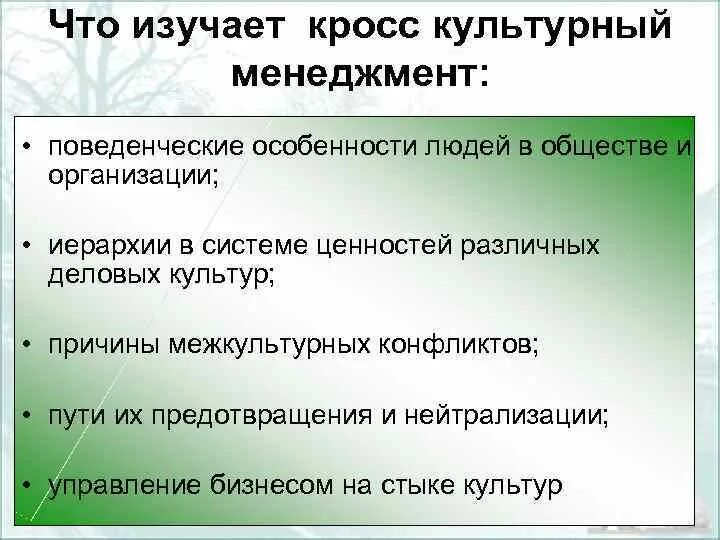 Что изучает кросс культурный
менеджмент:
• поведенческие особенности людей в обществе и
организации;
• иерархии в системе ценностей различных
деловых культур;
• причины межкультурных конфликтов;
• пути их предотвращения и нейтрализации;
• управление бизнесом на стыке культур